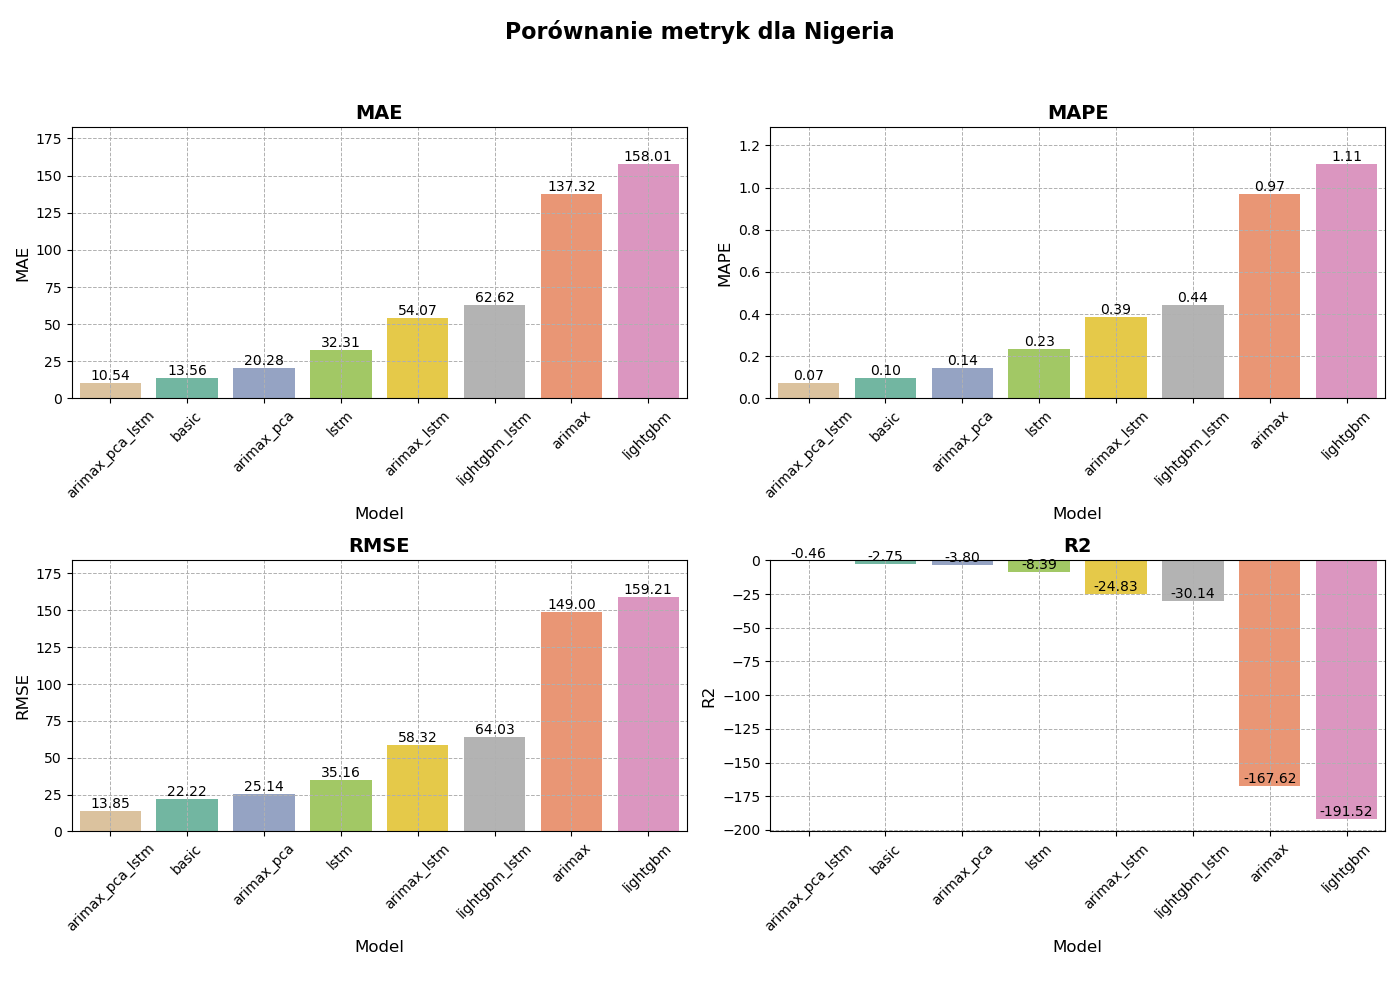 Porównanie metryk dla Nigeria
MAE
MAE
175
150
125
100
75
50
25
0
10.54
13.56
20.28
32.31
54.07
62.62
137.32
158.01
arimax_pca_lstm
basic
arimax_pca
lstm
arimax_lstm
lightgbm_lstm
arimax
lightgbm
Model
MAPE
MAPE
1.2
1.0
0.8
0.6
0.4
0.2
0.0
0.07
0.10
0.14
0.23
0.39
0.44
0.97
1.11
arimax_pca_lstm
basic
arimax_pca
lstm
arimax_lstm
lightgbm_lstm
arimax
lightgbm
Model
RMSE
RMSE
175
150
125
100
75
50
25
0
13.85
22.22
25.14
35.16
58.32
64.03
149.00
159.21
arimax_pca_lstm
basic
arimax_pca
lstm
arimax_lstm
lightgbm_lstm
arimax
lightgbm
Model
R2
R2
0
−25
−50
−75
−100
−125
−150
−175
−200
-0.46
-2.75
-3.80
-8.39
-24.83
-30.14
-167.62
-191.52
arimax_pca_lstm
basic
arimax_pca
lstm
arimax_lstm
lightgbm_lstm
arimax
lightgbm
Model